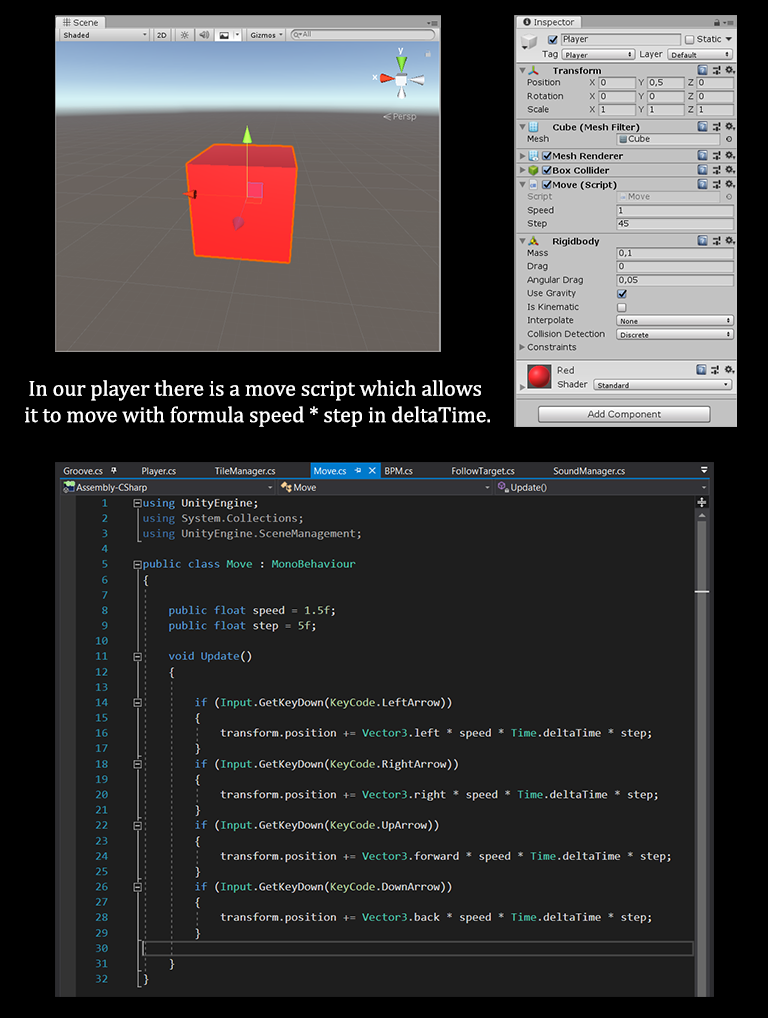 Scene
Shaded 2D Gizmos All
y
x
Persp
Inspector
Player Static
Tag Player Layer Default
Transform
Position X 0 Y 0,5 Z 0
Rotation X 0 Y 0 Z 0
Scale X 1 Y 1 Z 1
Cube (Mesh Filter)
Mesh Cube
Mesh Renderer
Box Collider
Move (Script)
Script Move
Speed 1
Step 45
Rigidbody
Mass 0,1
Drag 0
Angular Drag 0,05
Use Gravity
Is Kinematic
Interpolate None
Collision Detection Discrete
Constraints
Red
Shader Standard
Add Component
In our player there is a move script which allows
it to move with formula speed * step in deltaTime.
Groove.cs Player.cs TileManager.cs Move.cs BPM.cs FollowTarget.cs SoundManager.cs
Assembly-CSharp Move Update()
1 using UnityEngine;
2 using System.Collections;
3 using UnityEngine.SceneManagement;
4
5 public class Move : MonoBehaviour
6 {
7
8 public float speed = 1.5f;
9 public float step = 5f;
10
11 void Update()
12 {
13
14 if (Input.GetKeyDown(KeyCode.LeftArrow))
15 {
16 transform.position += Vector3.left * speed * Time.deltaTime * step;
17 }
18 if (Input.GetKeyDown(KeyCode.RightArrow))
19 {
20 transform.position += Vector3.right * speed * Time.deltaTime * step;
21 }
22 if (Input.GetKeyDown(KeyCode.UpArrow))
23 {
24 transform.position += Vector3.forward * speed * Time.deltaTime * step;
25 }
26 if (Input.GetKeyDown(KeyCode.DownArrow))
27 {
28 transform.position += Vector3.back * speed * Time.deltaTime * step;
29 }
30
31 }
32 }